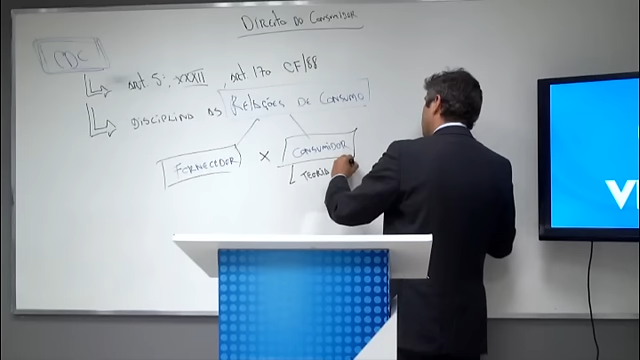 Direito do Consumidor
CDC
art. 5º, XXXII, art. 170 CF/88
DISCIPLINA AS RELAÇÕES DE CONSUMO
FORNECEDOR X CONSUMIDOR
TEORIA